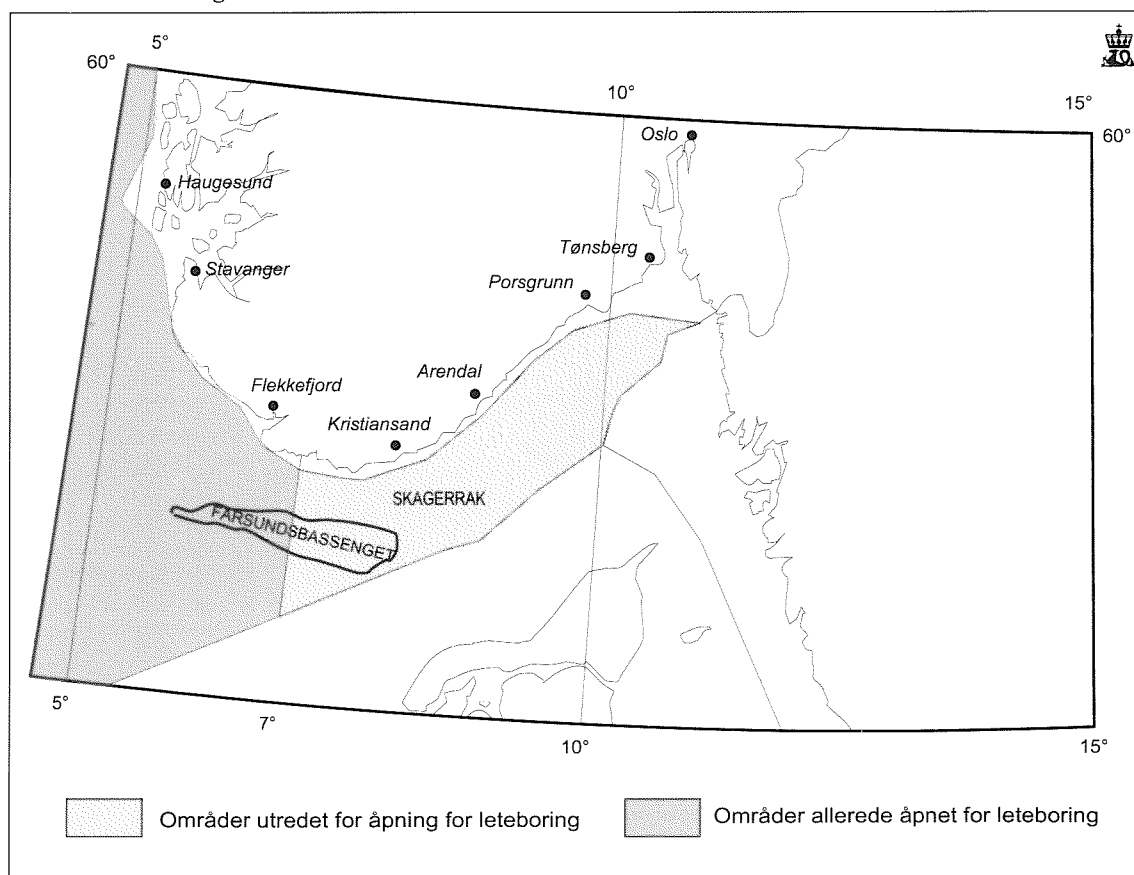 5°
60°
10°
15°
60°
Oslo
Haugesund
Tønsberg
Stavanger
Porsgrunn
Arendal
Flekkefjord
Kristiansand
SKAGERRAK
FARSUNDSBASSENGET
5°
7°
10°
15°
Områder utredet for åpning for leteboring
Områder allerede åpnet for leteboring